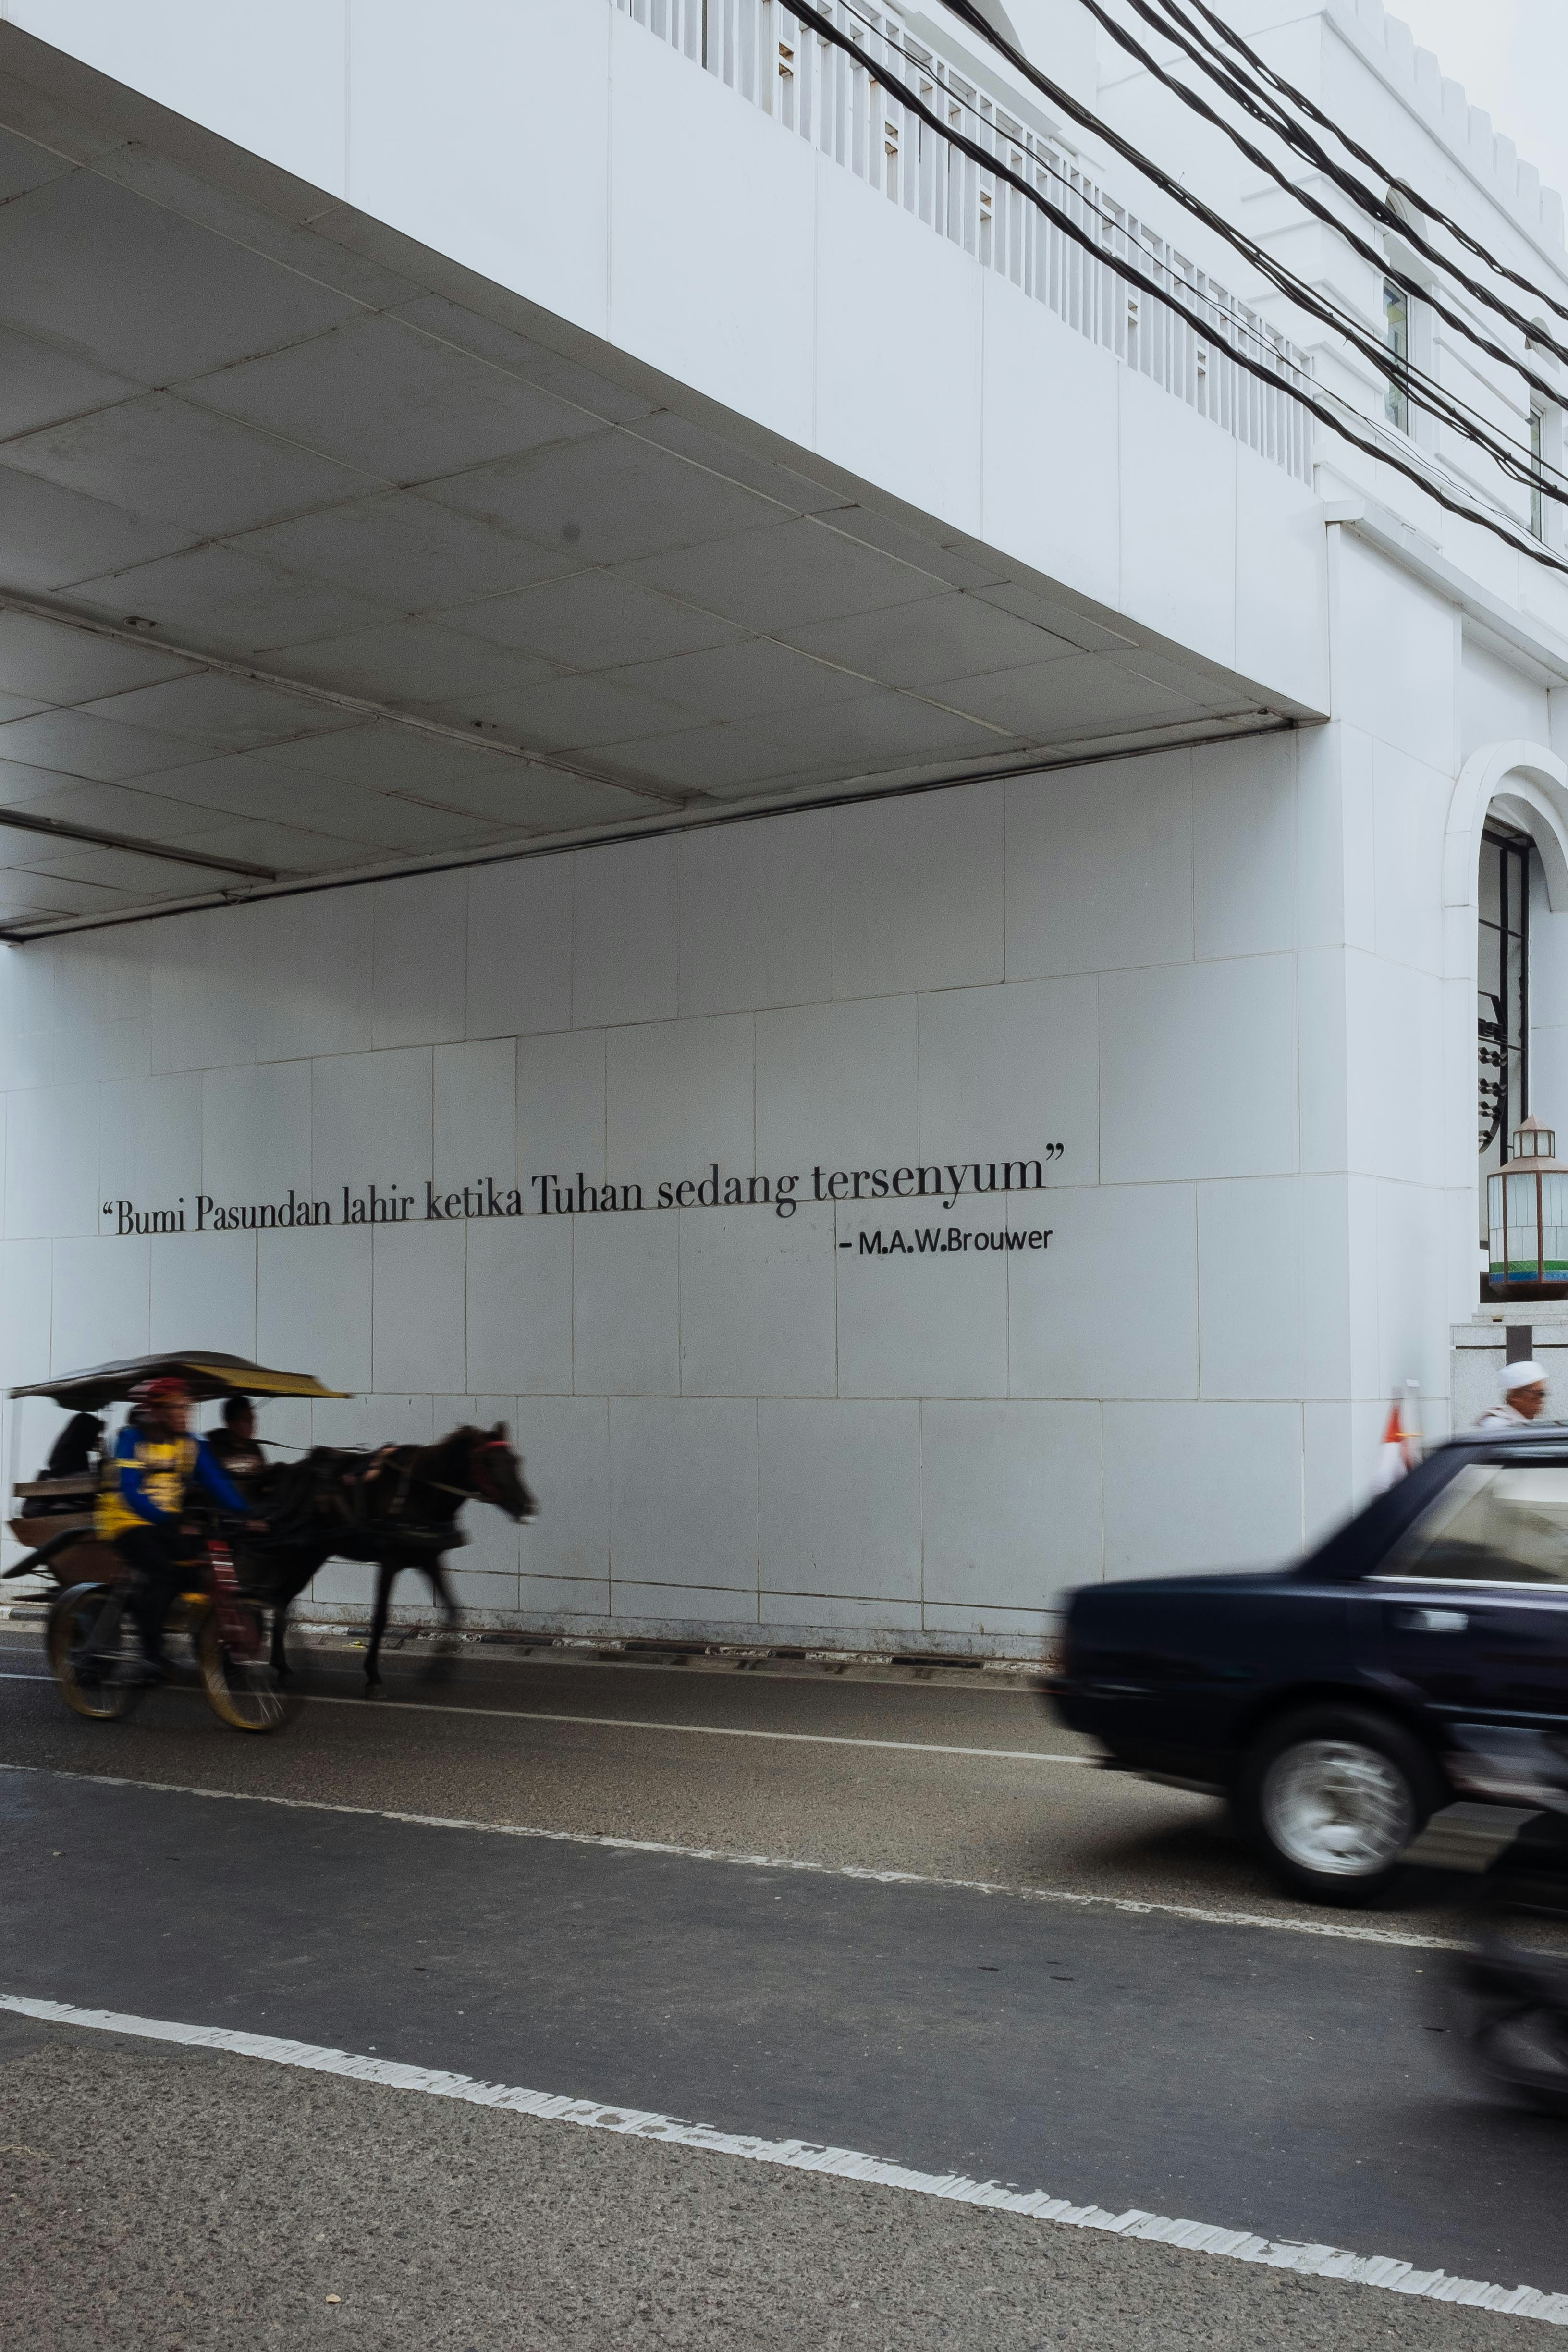 “Bumi Pasundan lahir ketika Tuhan sedang tersenyum”
– M.A.W.Brouwer